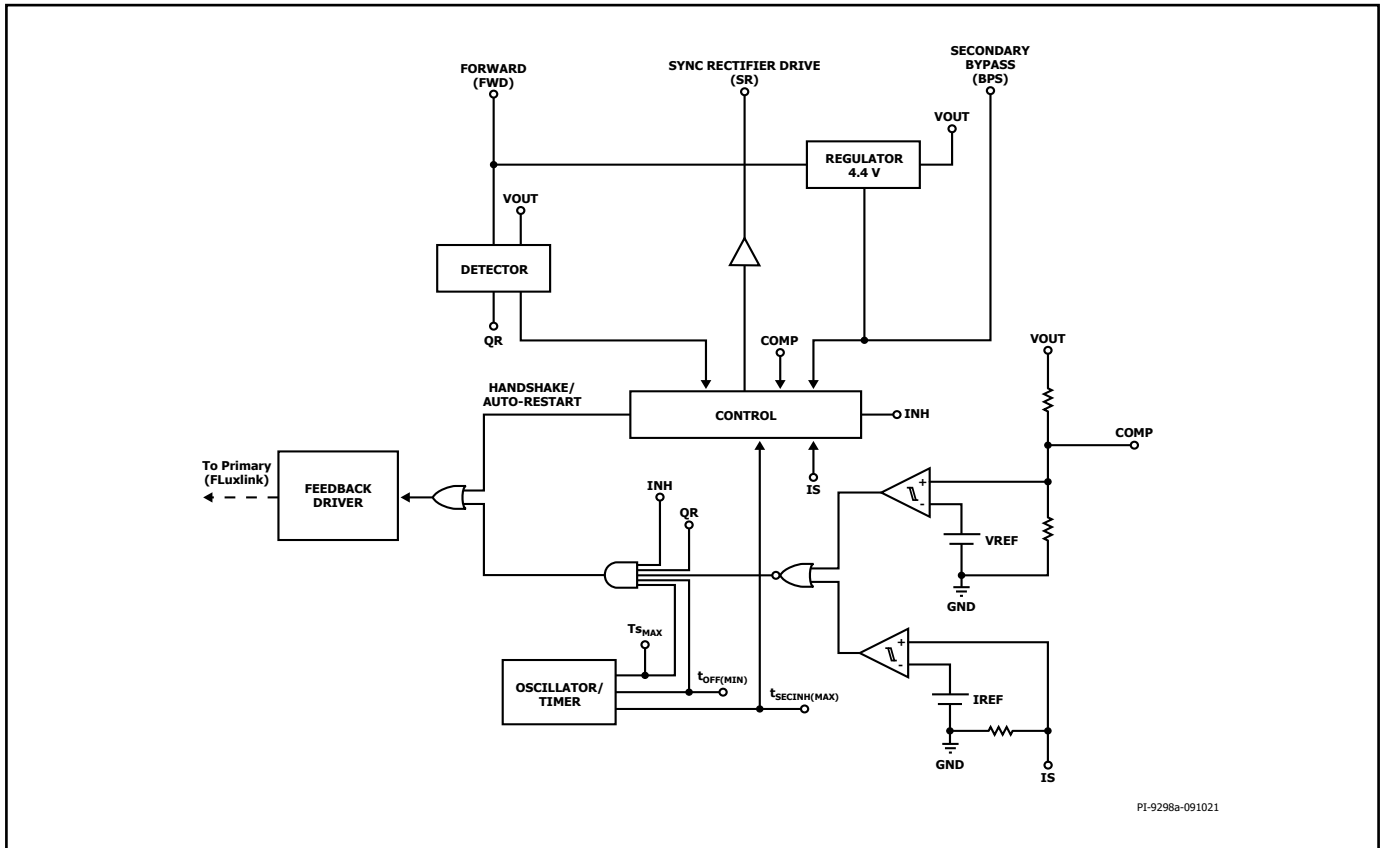 FORWARD
(FWD)
SYNC RECTIFIER DRIVE
(SR)
SECONDARY
BYPASS
(BPS)
VOUT
REGULATOR
4.4 V
VOUT
DETECTOR
QR
COMP
VOUT
HANDSHAKE/
AUTO-RESTART
CONTROL
INH
COMP
To Primary
(FLuxlink)
FEEDBACK
DRIVER
INH
QR
IS
+
-
VREF
GND
TsMAX
OSCILLATOR/
TIMER
tOFF(MIN)
tSECINH(MAX)
+
-
IREF
GND
IS
PI-9298a-091021